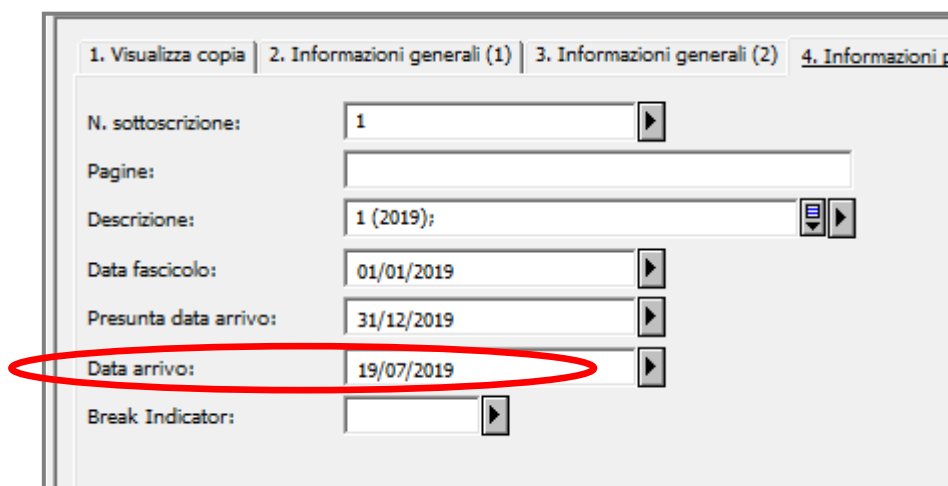 1. Visualizza copia 2. Informazioni generali (1) 3. Informazioni generali (2) 4. Informazioni
N. sottoscrizione: 1
Pagine:
Descrizione: 1 (2019);
Data fascicolo: 01/01/2019
Presunta data arrivo: 31/12/2019
Data arrivo: 19/07/2019
Break Indicator: